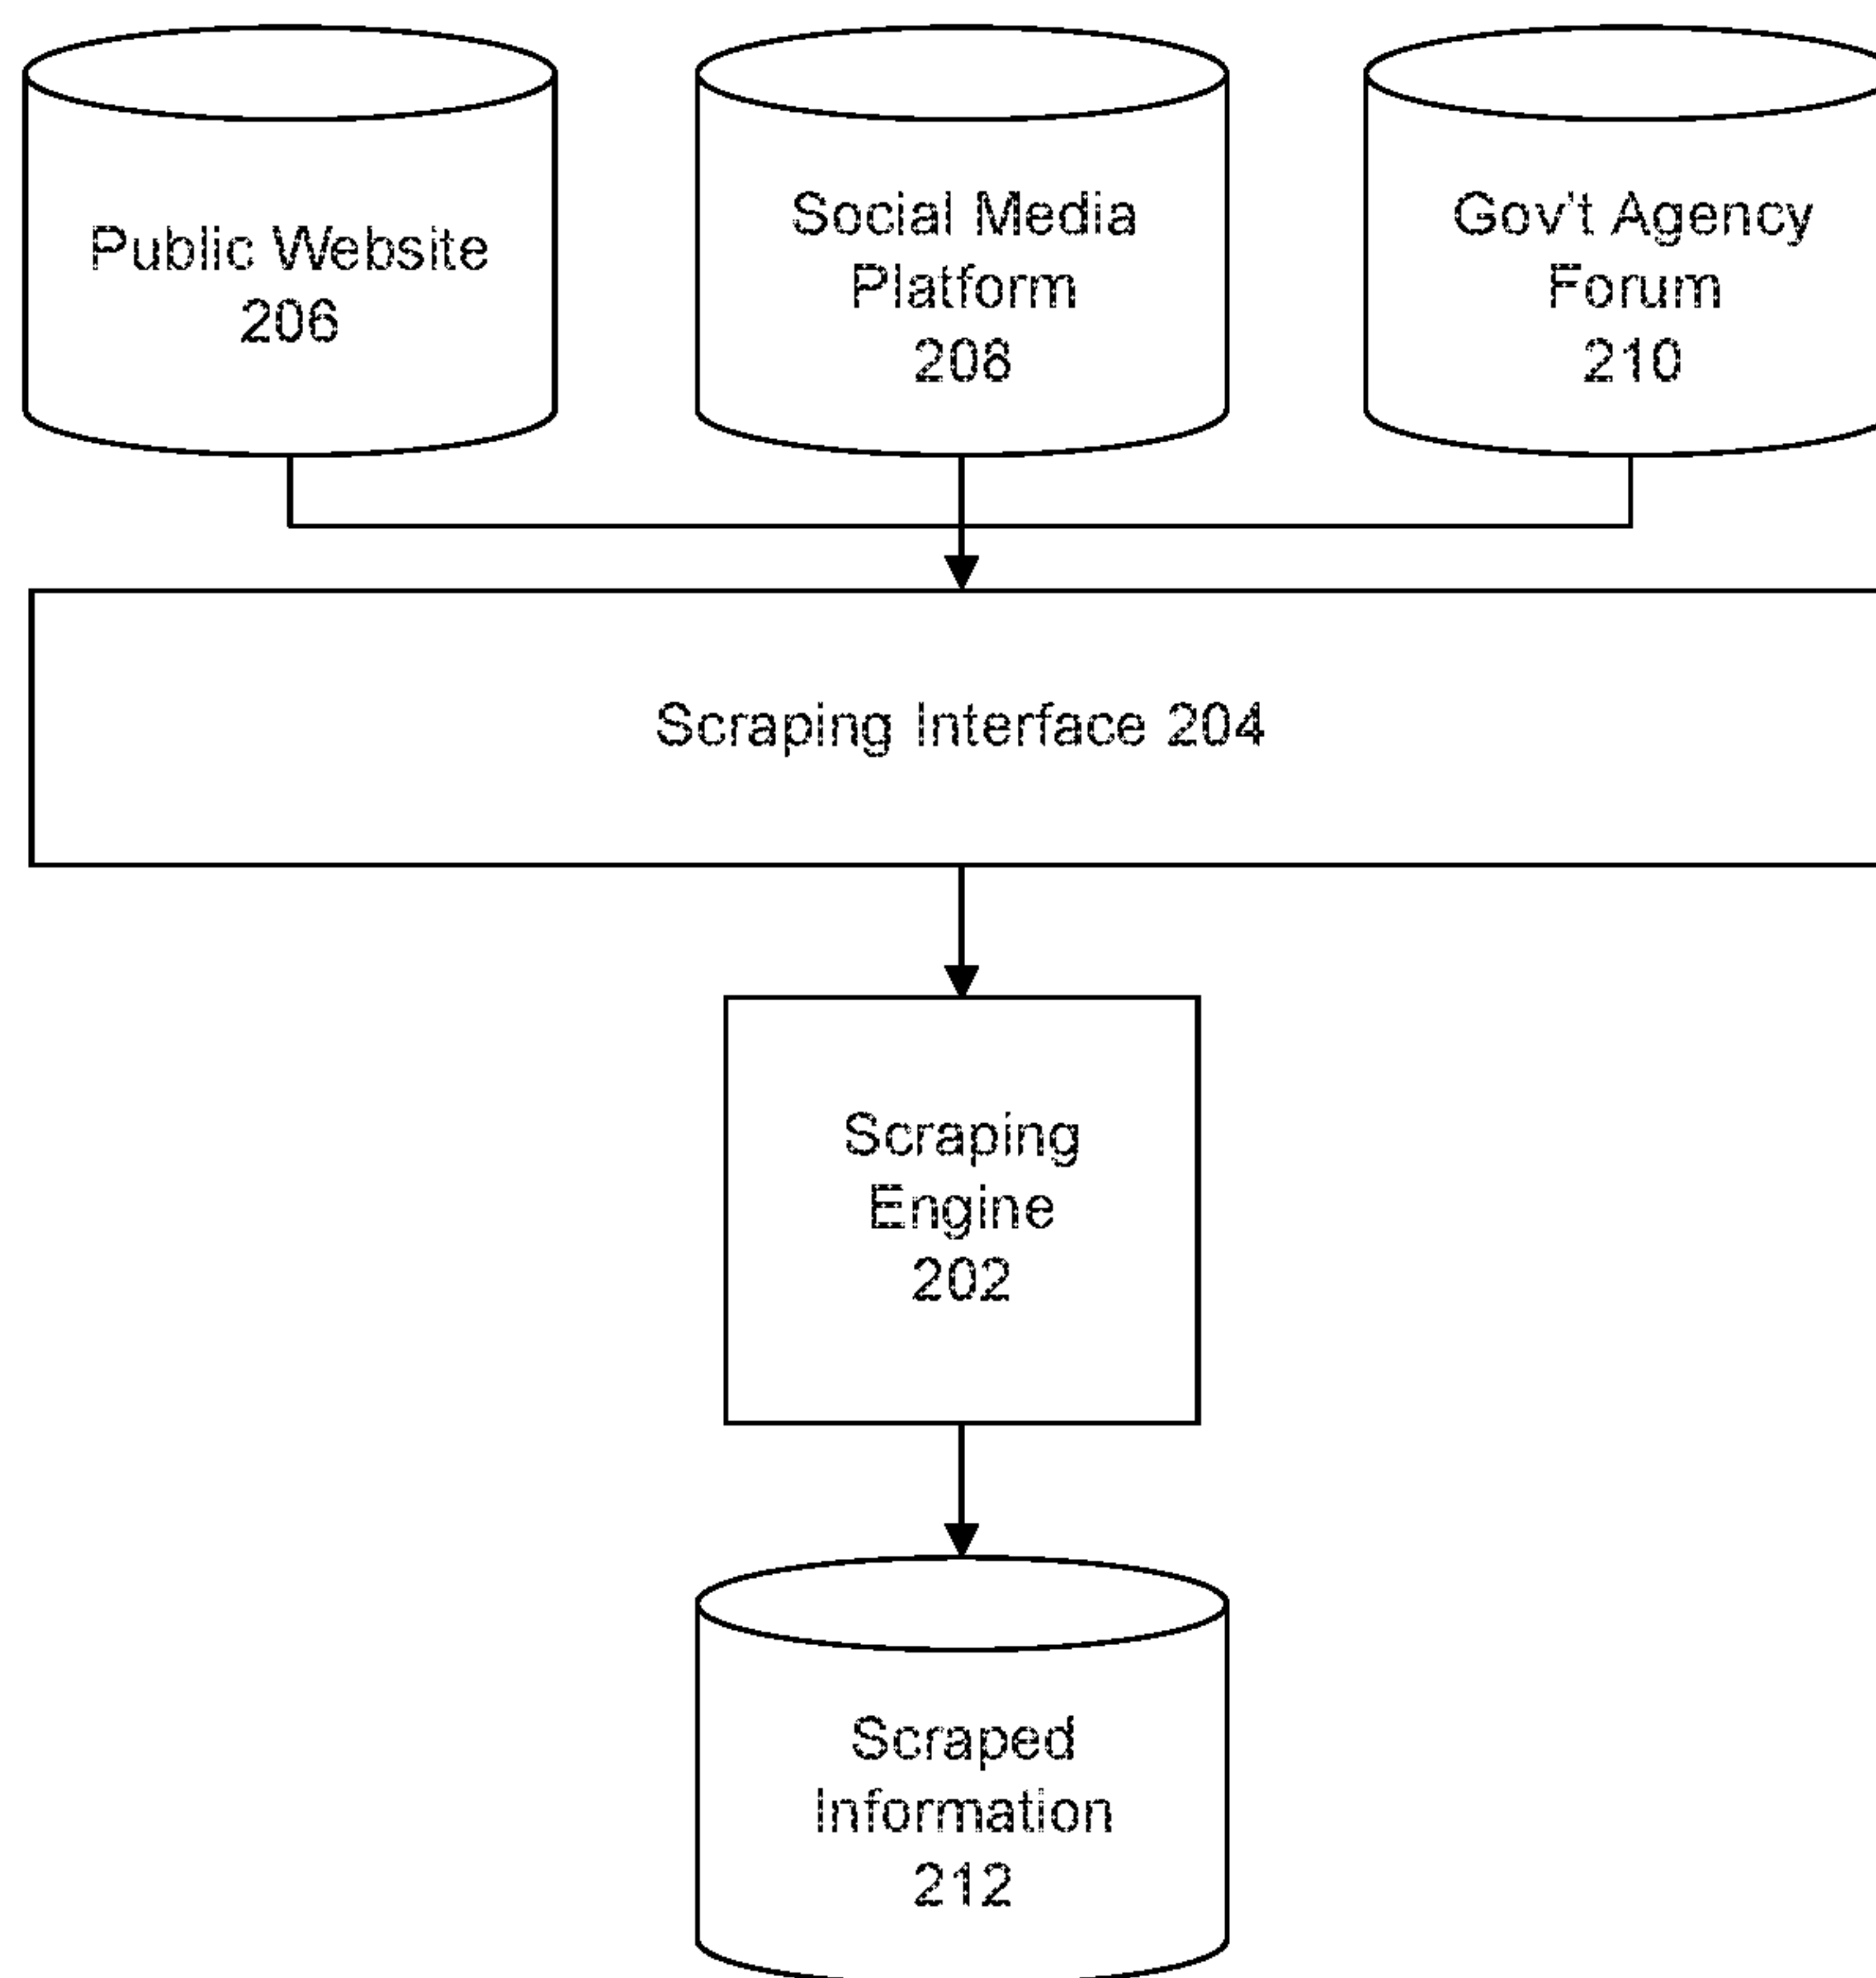 Public Website
206
Social Media
Platform
208
Gov't Agency
Forum
210
Scraping Interface 204
Scraping
Engine
202
Scraped
Information
212